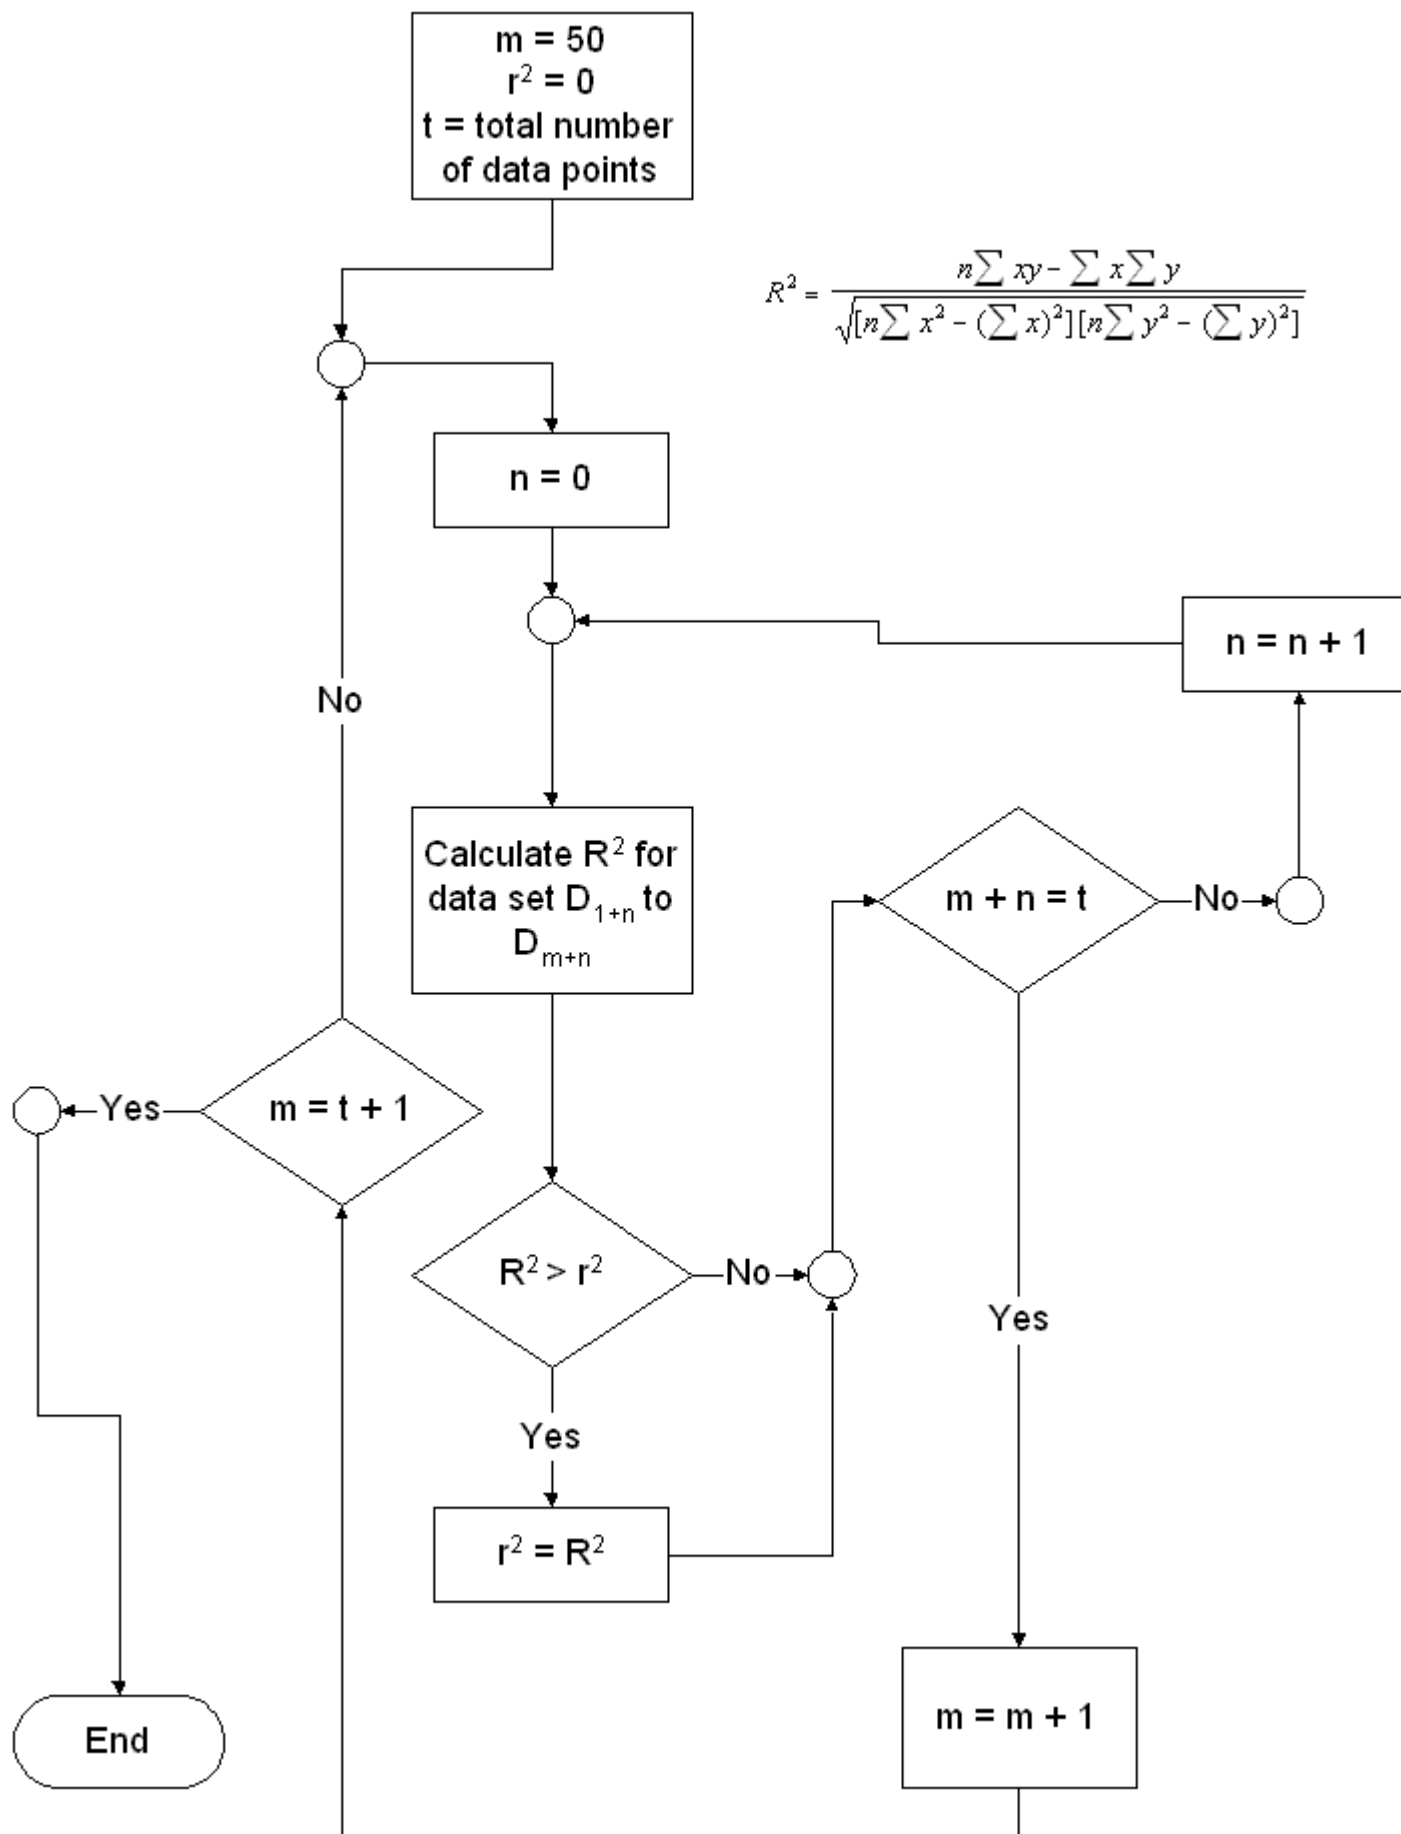 m = 50
r² = 0
t = total number
of data points
R² = n∑ xy − ∑ x∑ y / √[n∑ x² − (∑ x)²][n∑ y² − (∑ y)²]
n = 0
n = n + 1
No
Calculate R² for
data set D₁₊ₙ to
Dₘ₊ₙ
m + n = t
No
m = t + 1
Yes
R² > r²
No
Yes
Yes
r² = R²
m = m + 1
End